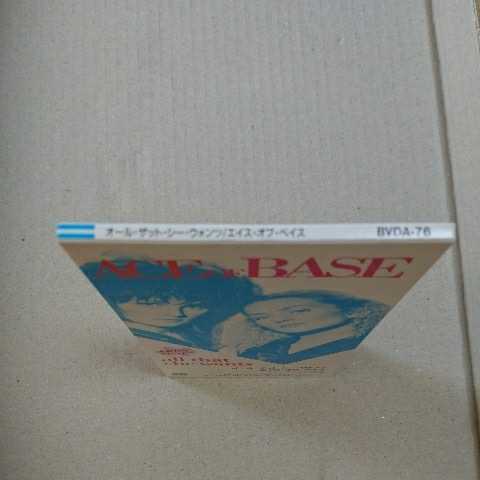 オール・ザット・シー・ウォンツ/エイス・オブ・ベイス BVDA-76
ACE OF BASE
all that
she wants